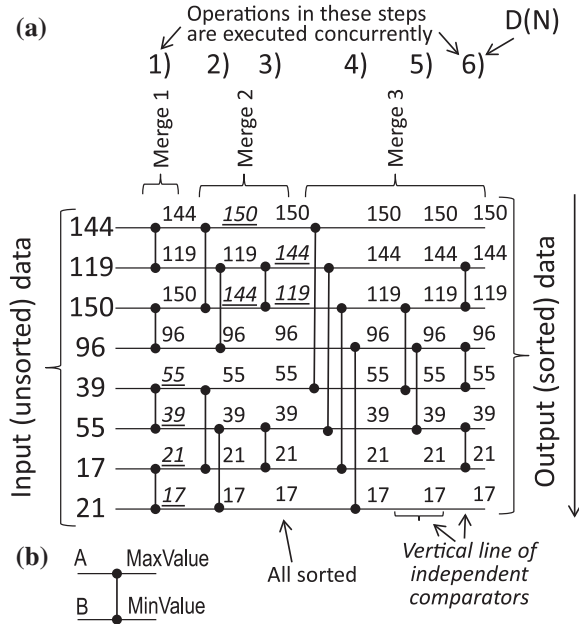 (a)
Operations in these steps
are executed concurrently
D(N)
1) 2) 3) 4) 5) 6)
Merge 1
Merge 2
Merge 3
Input (unsorted) data
Output (sorted) data
144 144 150 150 150 150 150
119 119 119 144 144 144 144
150 150 144 119 119 119 119
96 96 96 96 96 96 96
39 55 55 55 55 55 55
55 39 39 39 39 39 39
17 21 21 21 21 21 21
21 17 17 17 17 17 17
All sorted
Vertical line of
independent
comparators
(b)
A MaxValue
B MinValue